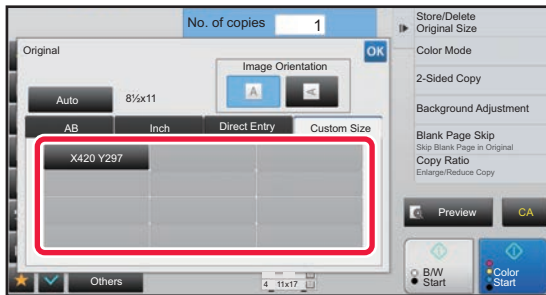 No. of copies 1
Store/Delete
Original Size
Original
OK
Color Mode
Image Orientation
A
A
2-Sided Copy
Auto 8½x11
Background Adjustment
AB Inch Direct Entry Custom Size
Blank Page Skip
Skip Blank Page in Original
X420 Y297
Copy Ratio
Enlarge/Reduce Copy
Preview CA
B/W
Start
Color
Start
Others
4 11x17